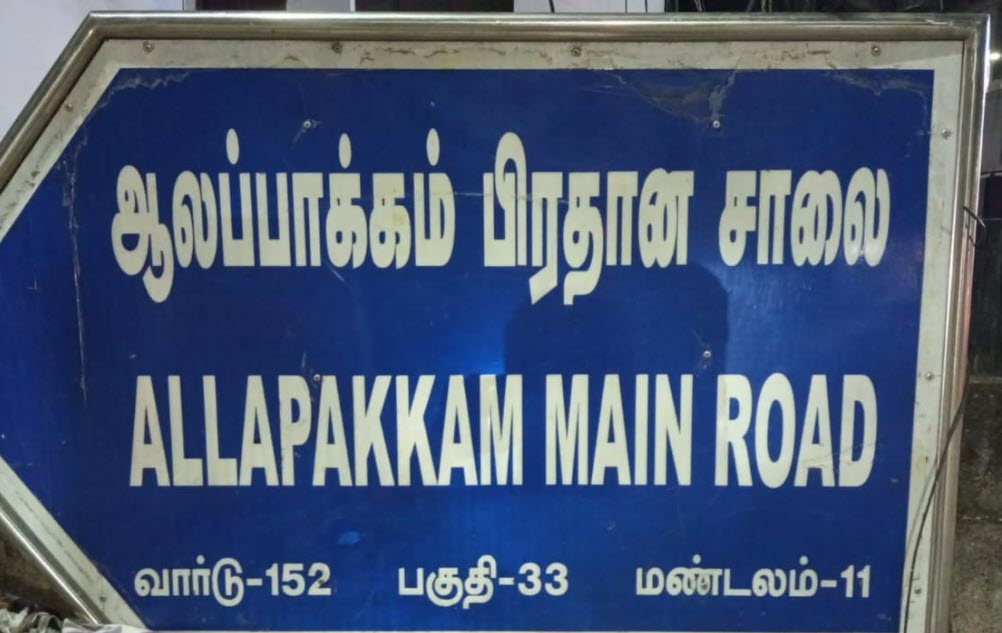 ஆலப்பாக்கம் பிரதான சாலை
ALLAPAKKAM MAIN ROAD
வார்டு-152 பகுதி-33 மண்டலம்-11